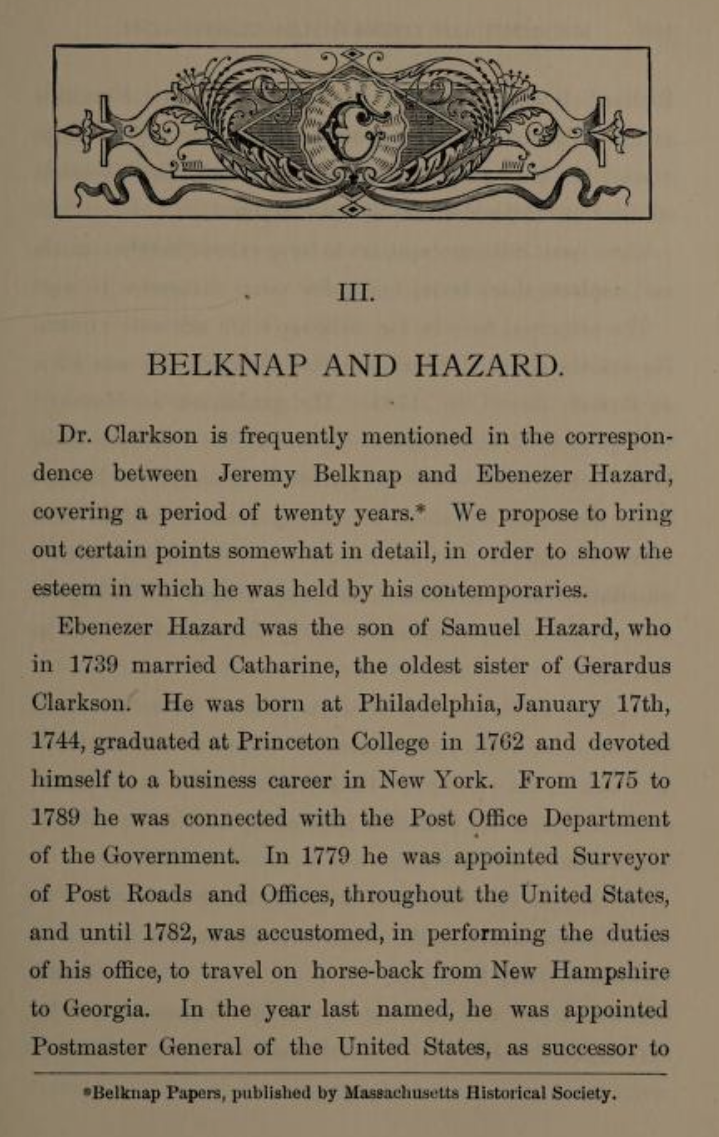 C
III.
BELKNAP AND HAZARD.
Dr. Clarkson is frequently mentioned in the correspon-
dence between Jeremy Belknap and Ebenezer Hazard,
covering a period of twenty years.* We propose to bring
out certain points somewhat in detail, in order to show the
esteem in which he was held by his contemporaries.
Ebenezer Hazard was the son of Samuel Hazard, who
in 1739 married Catharine, the oldest sister of Gerardus
Clarkson. He was born at Philadelphia, January 17th,
1744, graduated at Princeton College in 1762 and devoted
himself to a business career in New York. From 1775 to
1789 he was connected with the Post Office Department
of the Government. In 1779 he was appointed Surveyor
of Post Roads and Offices, throughout the United States,
and until 1782, was accustomed, in performing the duties
of his office, to travel on horse-back from New Hampshire
to Georgia. In the year last named, he was appointed
Postmaster General of the United States, as successor to
*Belknap Papers, published by Massachusetts Historical Society.